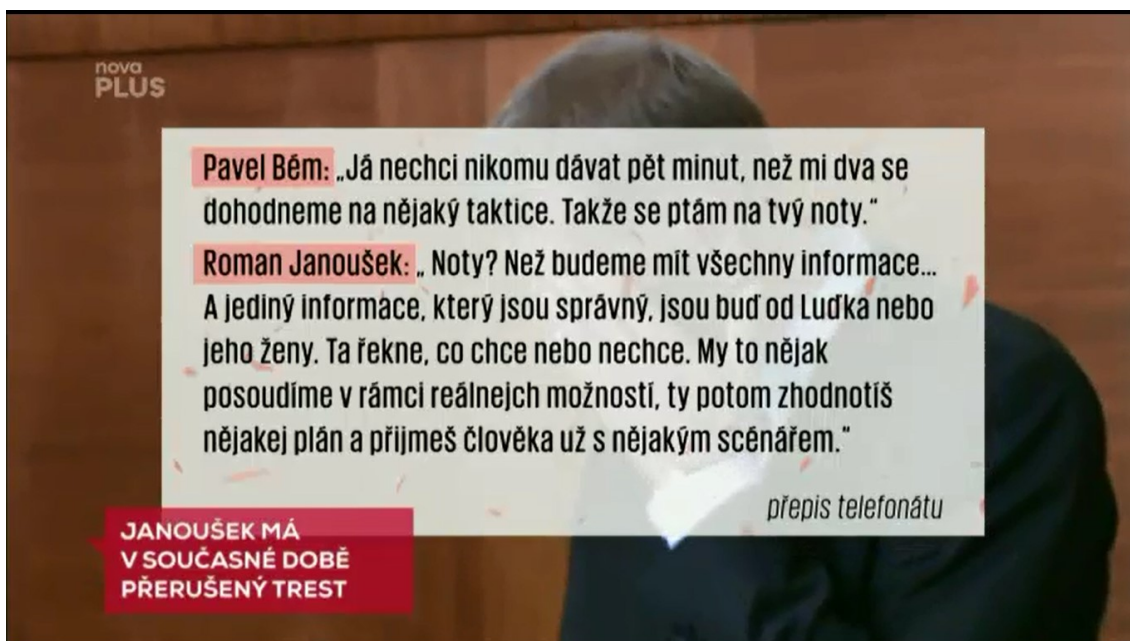 nova
PLUS
Pavel Bém: „Já nechci nikomu dávat pět minut, než mi dva se
dohodneme na nějaký taktice. Takže se ptám na tvý noty."
Roman Janoušek: „ Noty? Než budeme mít všechny informace...
A jediný informace, který jsou správný, jsou buď od Luďka nebo
jeho ženy. Ta řekne, co chce nebo nechce. My to nějak
posoudíme v rámci reálnejch možností, ty potom zhodnotíš
nějakej plán a přijmeš člověka už s nějakým scénářem."
přepis telefonátu
JANOUŠEK MÁ
V SOUČASNÉ DOBĚ
PŘERUŠENÝ TREST